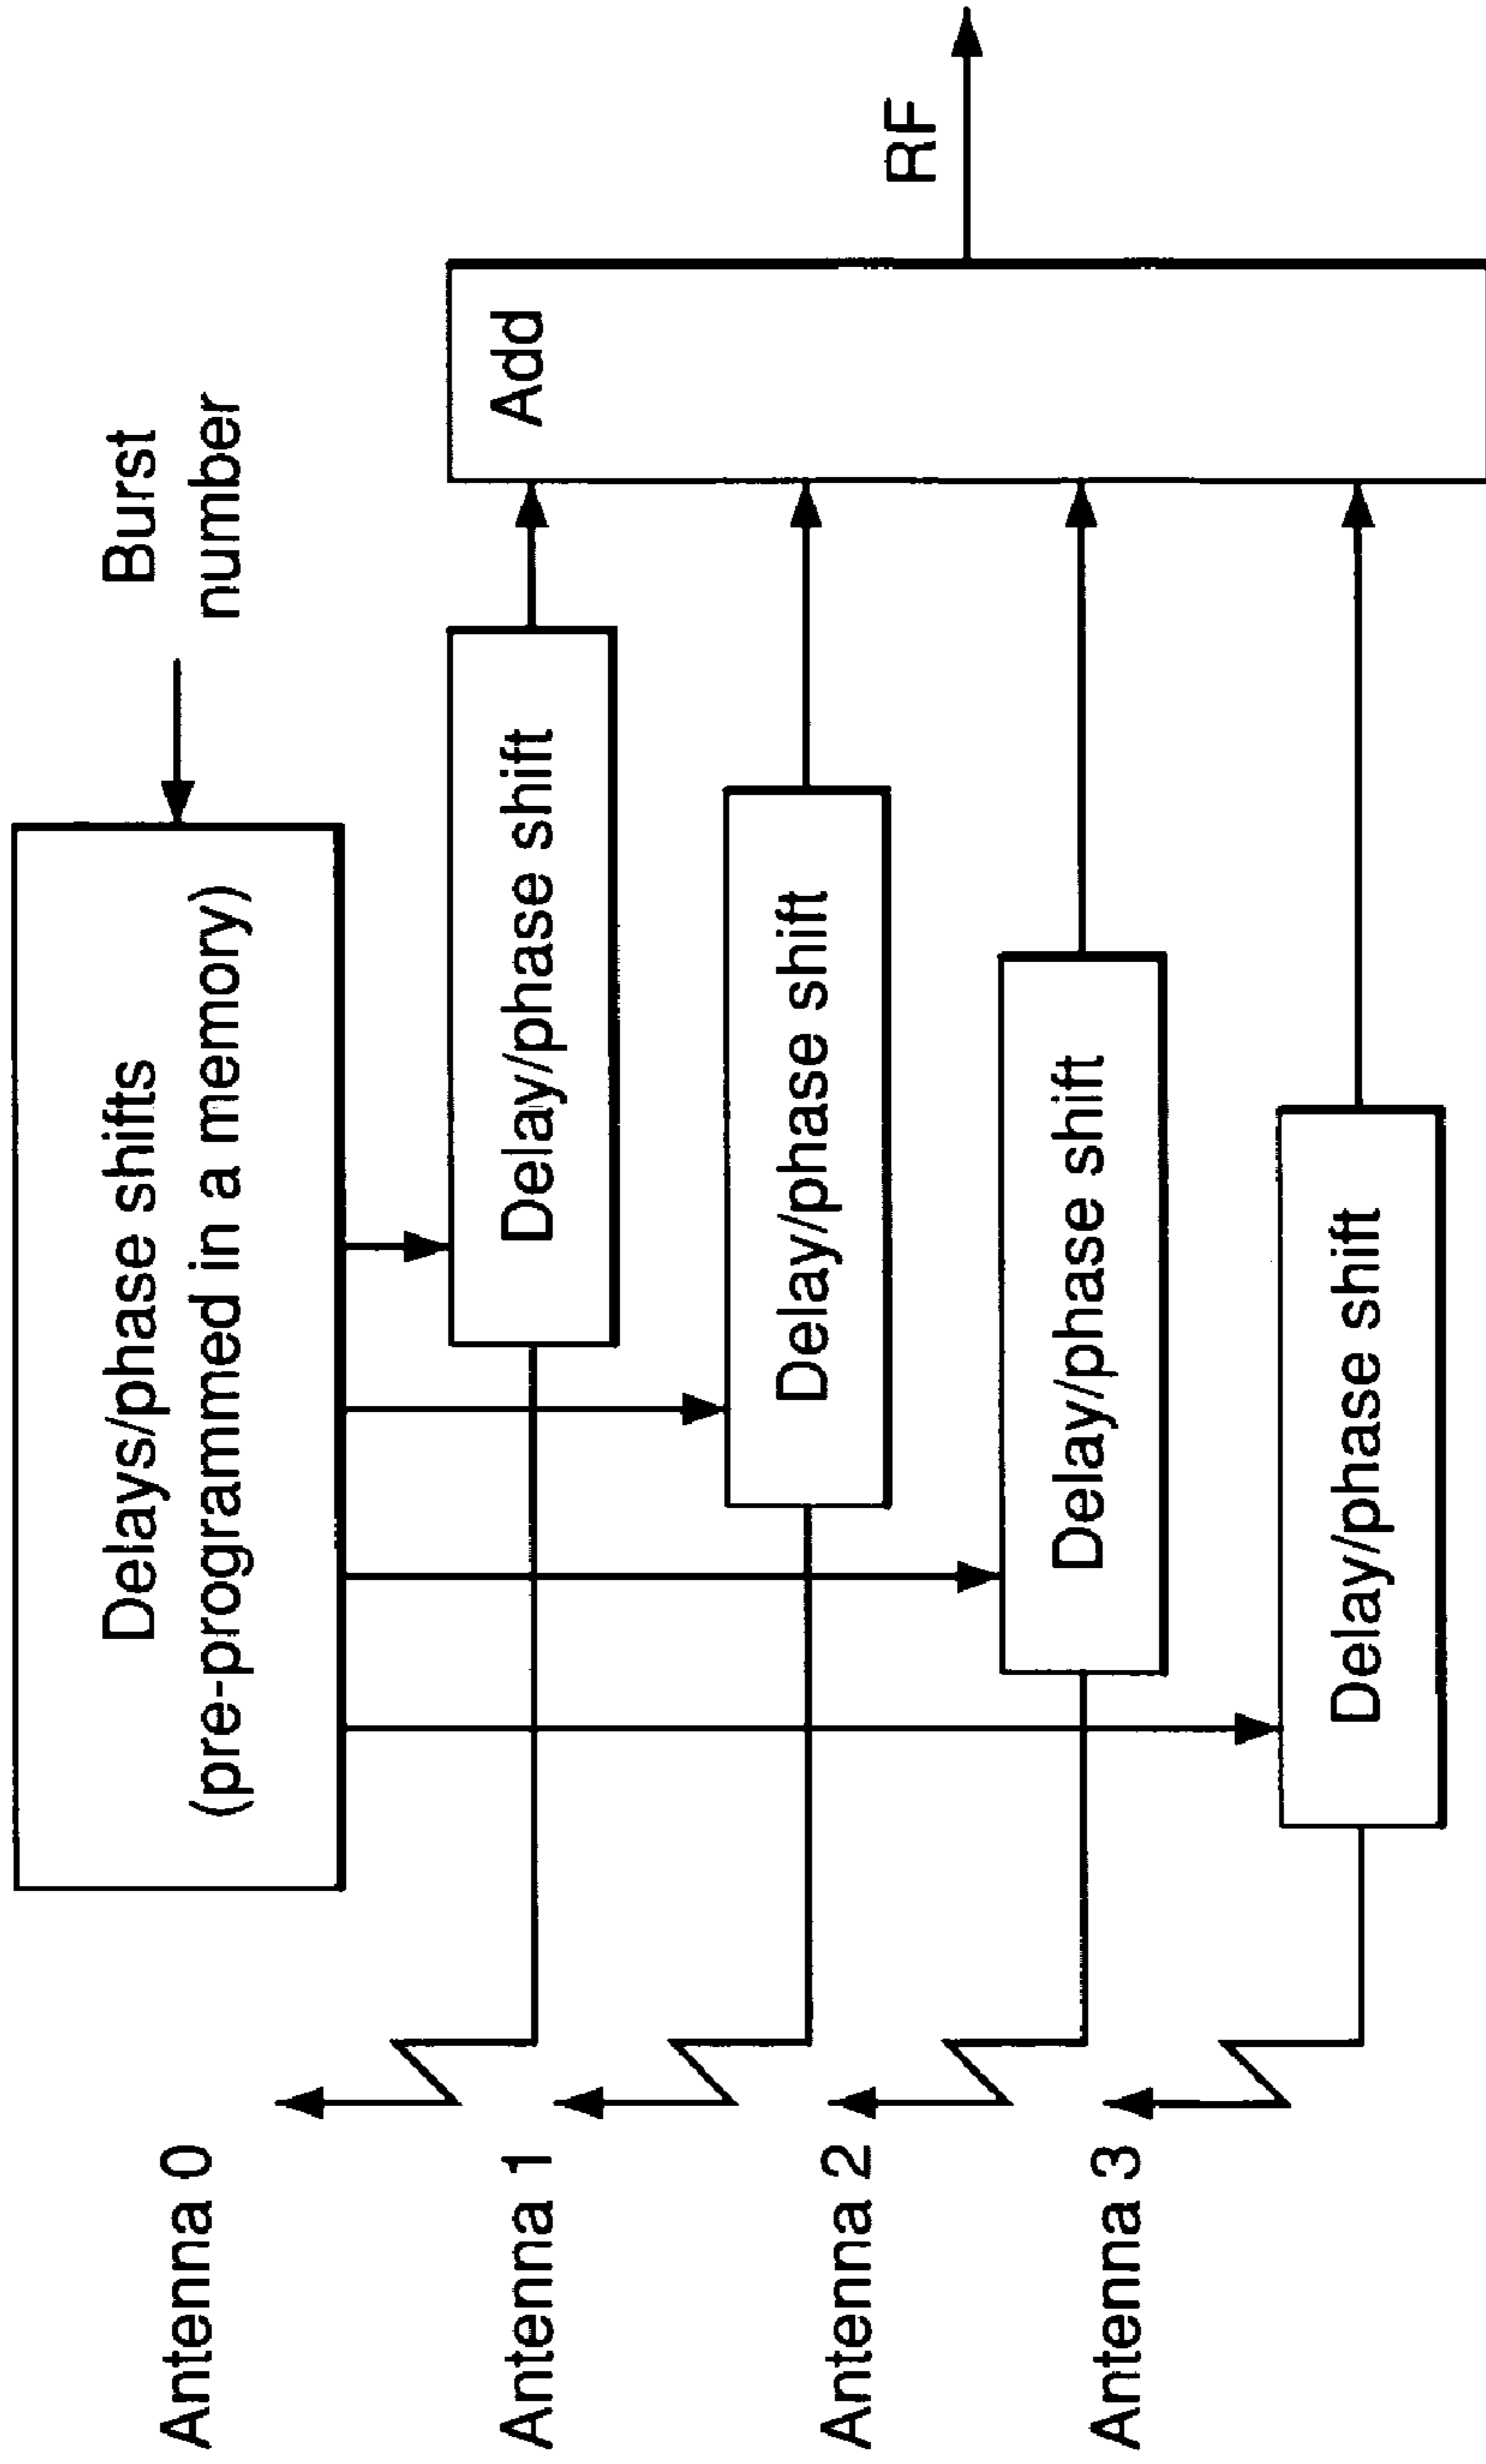 Delays/phase shifts
(pre-programmed in a memory)
Burst
number
Antenna 0
Delay/phase shift
Add
RF
Antenna 1
Delay/phase shift
Antenna 2
Delay/phase shift
Antenna 3
Delay/phase shift